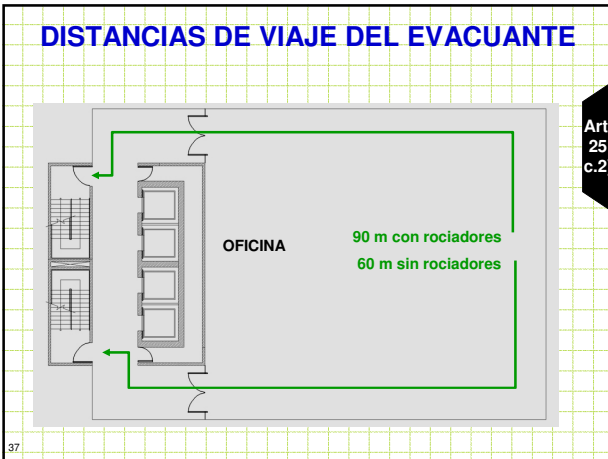 DISTANCIAS DE VIAJE DEL EVACUANTE
Art
25
c.2
OFICINA
90 m con rociadores
60 m sin rociadores
37